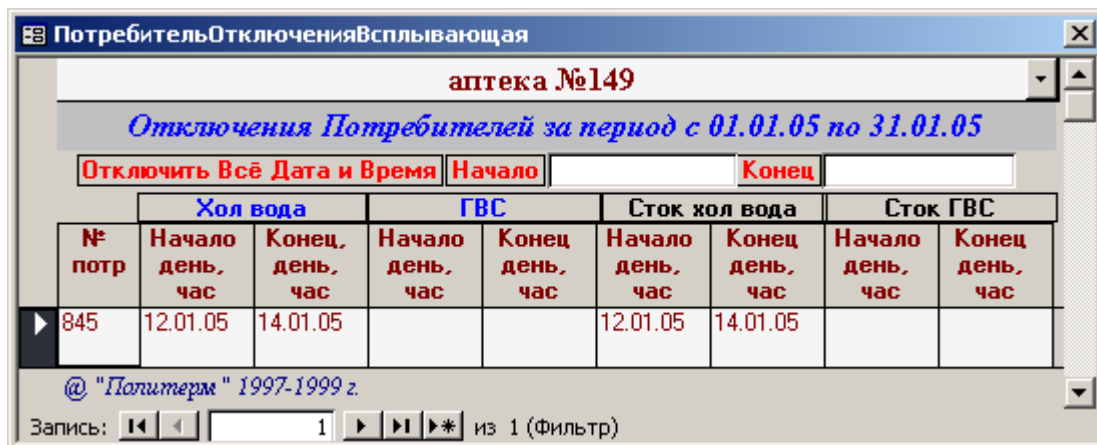 ПотребительОтключенияВсплывающая
аптека №149
Отключения Потребителей за период с 01.01.05 по 31.01.05
Отключить Всё Дата и Время Начало Конец
Хол вода ГВС Сток хол вода Сток ГВС
№ Начало Конец, Начало Конец Начало Конец Начало Конец
потр день, день, день, день, день, день, день, день,
час час час час час час час час
845 12.01.05 14.01.05 12.01.05 14.01.05
@ "Политерм" 1997-1999 г.
Запись: 1 из 1 (Фильтр)